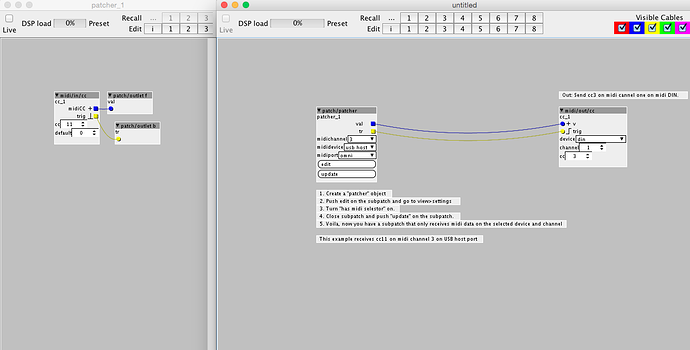 patcher_1
DSP load 0% Preset
Recall ... 1 2 3
Edit i 1 2 3
Live
midi/in/cc
cc_1
midiCC +
trig
cc 11
default 0
patch/outlet f
val
patch/outlet b
tr
untitled
DSP load 0% Preset
Recall ... 1 2 3 4 5 6 7 8
Edit i 1 2 3 4 5 6 7 8
Live
Visible Cables
Out: Send cc3 on midi cannel one on midi DIN.
patch/patcher
patcher_1
val
tr
midichannel 3
mididevice usb host
midiport omni
edit
update
midi/out/cc
cc_1
+ v
trig
device din
channel 1
cc 3
1. Create a "patcher" object
2. Push edit on the subpatch and go to view>settings
3. Turn "has midi selestor" on.
4. Close subpatch and push "update" on the subpatch.
5. Voila, now you have a subpatch that only receives midi data on the selected device and channel
This example receives cc11 on midi channel 3 on USB host port